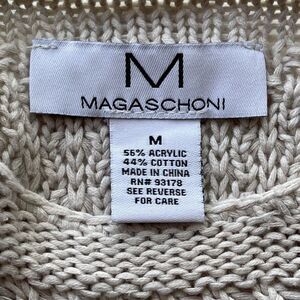 M
MAGASCHONI
M
56% ACRYLIC
44% COTTON
MADE IN CHINA
RN# 93178
SEE REVERSE
FOR CARE